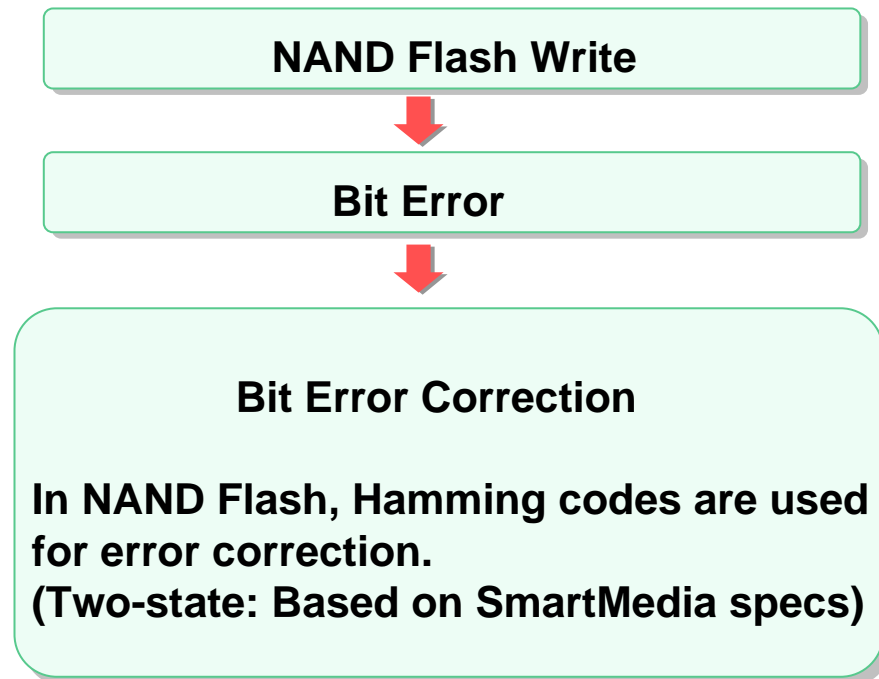 NAND Flash Write
Bit Error
Bit Error Correction
In NAND Flash, Hamming codes are used
for error correction.
(Two-state: Based on SmartMedia specs)